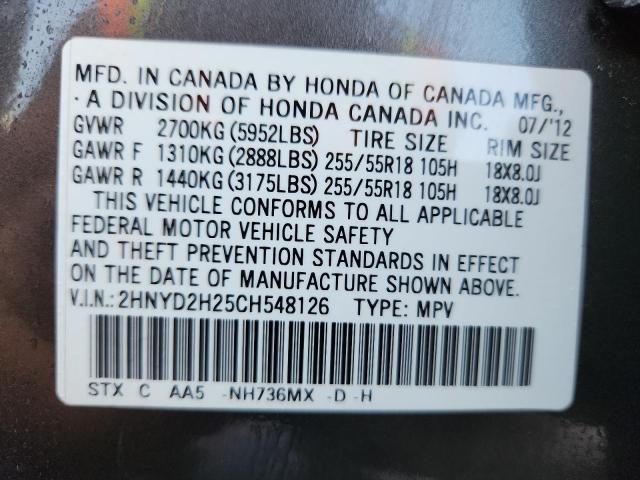 MFD. IN CANADA BY HONDA OF CANADA MFG.,
· A DIVISION OF HONDA CANADA INC. 07/'12
GVWR 2700KG(5952LBS) TIRE SIZE RIM SIZE
GAWR F 1310KG(2888LBS) 255/55R18 105H 18X8.0J
GAWR R 1440KG(3175LBS) 255/55R18 105H 18X8.0J
THIS VEHICLE CONFORMS TO ALL APPLICABLE
FEDERAL MOTOR VEHICLE SAFETY
AND THEFT PREVENTION STANDARDS IN EFFECT
ON THE DATE OF MANUFACTURE SHOWN ABOVE.
V.I.N.:2HNYD2H25CH548126 TYPE: MPV
STX C AA5 -NH736MX -D -H